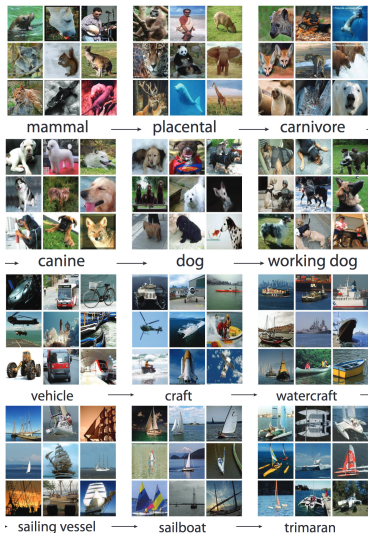 mammal placental carnivore
canine dog working dog
vehicle craft watercraft
sailing vessel sailboat trimaran